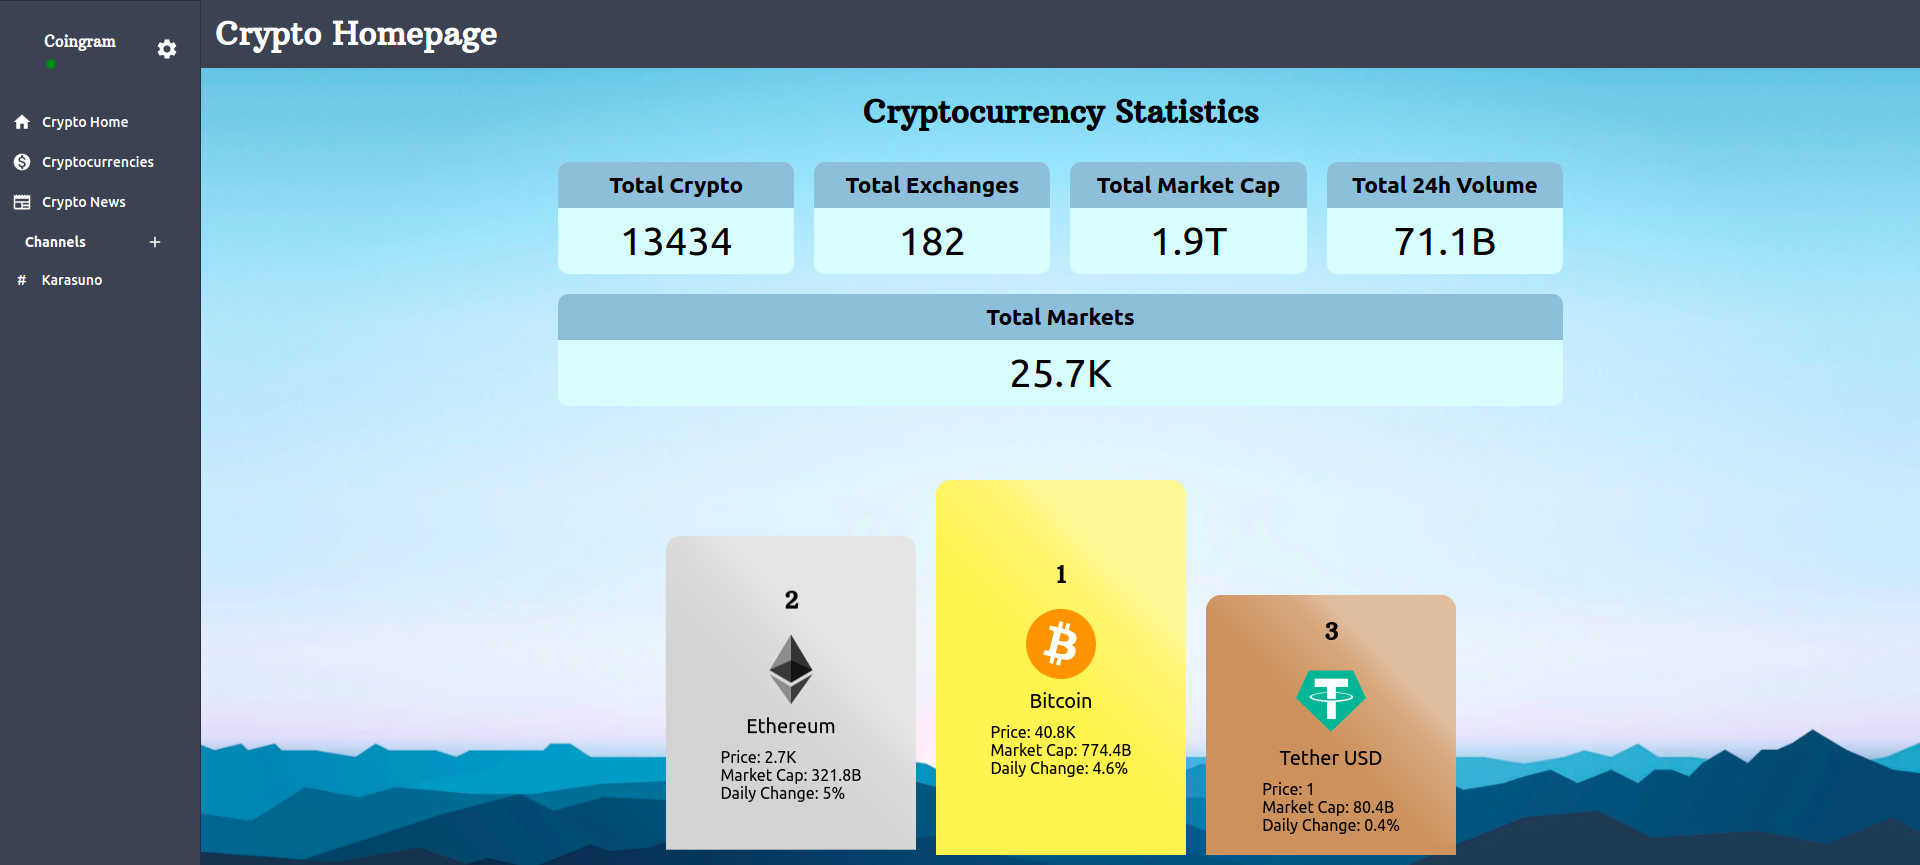 Coingram
Crypto Home
Cryptocurrencies
Crypto News
Channels +
# Karasuno
Crypto Homepage
Cryptocurrency Statistics
Total Crypto
13434
Total Exchanges
182
Total Market Cap
1.9T
Total 24h Volume
71.1B
Total Markets
25.7K
2
Ethereum
Price: 2.7K
Market Cap: 321.8B
Daily Change: 5%
1
Bitcoin
Price: 40.8K
Market Cap: 774.4B
Daily Change: 4.6%
3
Tether USD
Price: 1
Market Cap: 80.4B
Daily Change: 0.4%